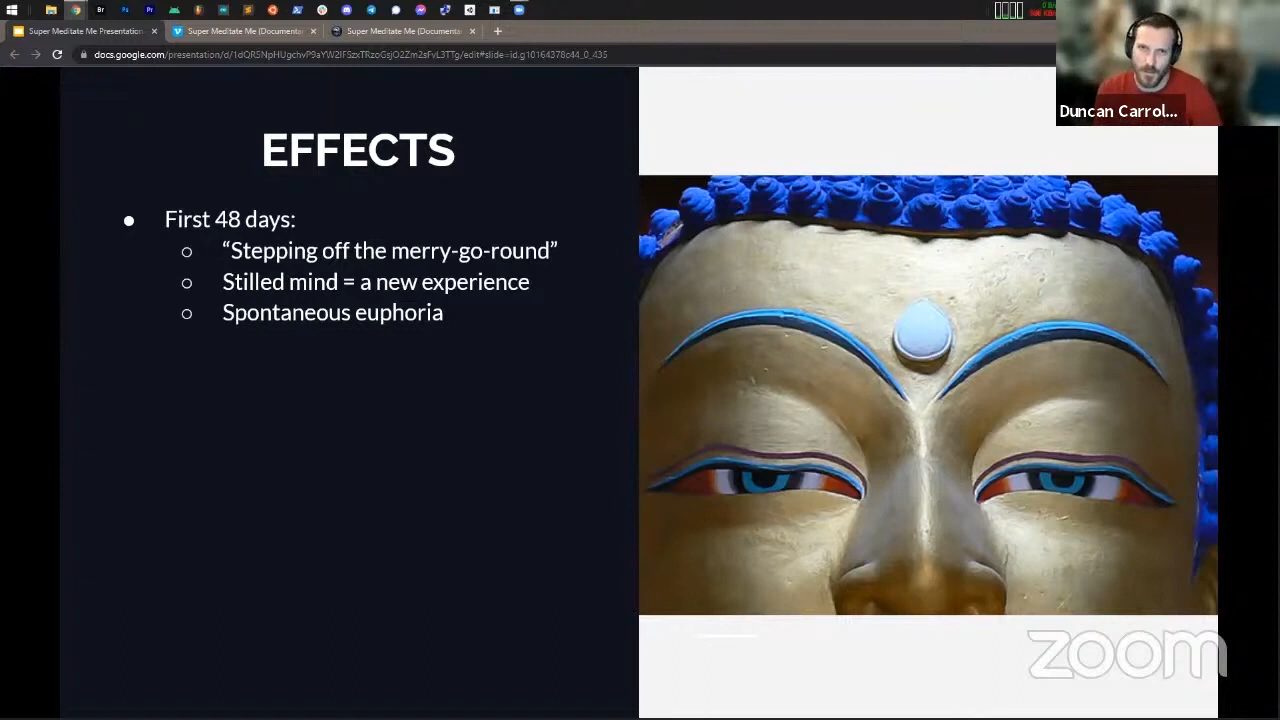 Super Meditate Me Presentation
Super Meditate Me (Documenta
Super Meditate Me (Documenta
docs.google.com/presentation/d/1dQR5NpHUgchvP9aYW2IFSzxTRzoGsjO2Zm2sFvL3TTg/edit#slide=id.g10164378c44_0_435
Duncan Carrol...
EFFECTS
First 48 days:
“Stepping off the merry-go-round”
Stilled mind = a new experience
Spontaneous euphoria
zoom